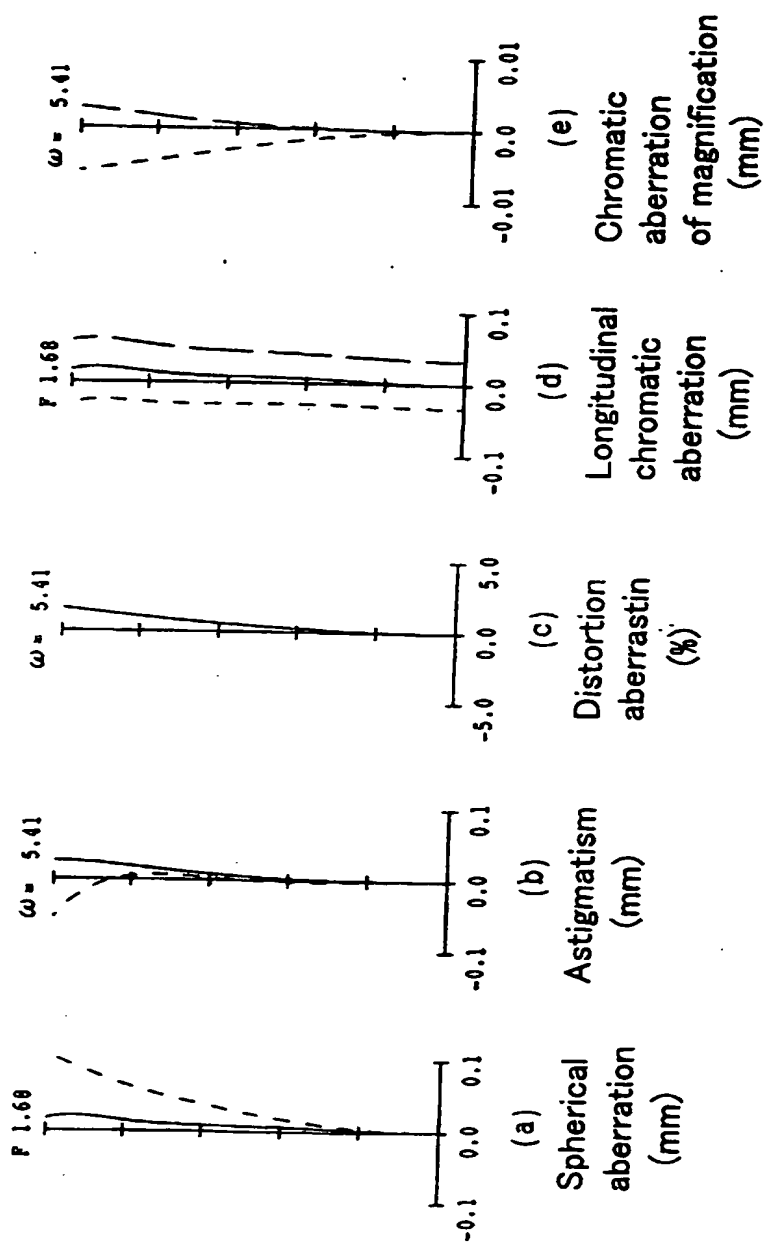 F 1.68
-0.1 0.0 0.1
(a)
Spherical
aberration
(mm)
ω= 5.41
-0.1 0.0 0.1
(b)
Astigmatism
(mm)
ω= 5.41
-5.0 0.0 5.0
(c)
Distortion
aberrastin
(%)
F 1.68
-0.1 0.0 0.1
(d)
Longitudinal
chromatic
aberration
(mm)
ω= 5.41
-0.01 0.0 0.01
(e)
Chromatic
aberration
of magnification
(mm)